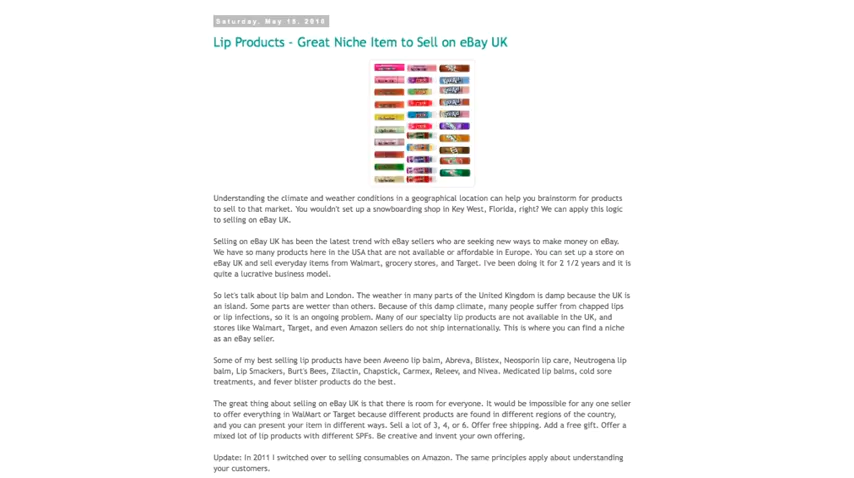 Saturday, May 15, 2010
Lip Products - Great Niche Item to Sell on eBay UK
Understanding the climate and weather conditions in a geographical location can help you brainstorm for products
to sell to that market. You wouldn't set up a snowboarding shop in Key West, Florida, right? We can apply this logic
to selling on eBay UK.
Selling on eBay UK has been the latest trend with eBay sellers who are seeking new ways to make money on eBay.
We have so many products here in the USA that are not available or affordable in Europe. You can set up a store on
eBay UK and sell everyday items from Walmart, grocery stores, and Target. I've been doing it for 2 1/2 years and it is
quite a lucrative business model.
So let's talk about lip balm and London. The weather in many parts of the United Kingdom is damp because the UK is
an island. Some parts are wetter than others. Because of this damp climate, many people suffer from chapped lips
or lip infections, so it is an ongoing problem. Many of our specialty lip products are not available in the UK, and
stores like Walmart, Target, and even Amazon sellers do not ship internationally. This is where you can find a niche
as an eBay seller.
Some of my best selling lip products have been Aveeno lip balm, Abreva, Blistex, Neosporin lip care, Neutrogena lip
balm, Lip Smackers, Burt's Bees, Zilactin, Chapstick, Carmex, Releev, and Nivea. Medicated lip balms, cold sore
treatments, and fever blister products do the best.
The great thing about selling on eBay UK is that there is room for everyone. It would be impossible for any one seller
to offer everything in WalMart or Target because different products are found in different regions of the country,
and you can present your item in different ways. Sell a lot of 3, 4, or 6. Offer free shipping. Add a free gift. Offer a
mixed lot of lip products with different SPFs. Be creative and invent your own offering.
Update: In 2011 I switched over to selling consumables on Amazon. The same principles apply about understanding
your customers.